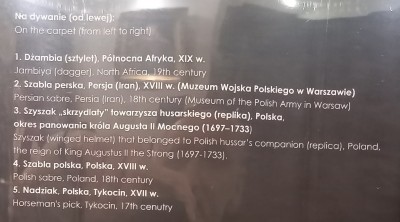 Na dywanie (od lewej):
On the carpet (from left to right)
1. Dżambia (sztylet), Północna Afryka, XIX w.
Jambiyd (dagger), North Africa, 19th century
2. Szabla perska, Persja (Iran), XVIII w. (Muzeum Wojska Polskiego w Warszawie)
Persian sabre, Persia (Iran), 18th century (Museum of the Polish Army in Warsaw)
3. Szyszak „skrzydlaty” towarzysza husarskiego (replika), Polska,
okres panowania króla Augusta II Mocnego (1697–1733)
Szyszak (winged helmet) that belonged to Polish hussar's companion (replica), Poland,
the reign of King Augustus II the Strong (1697-1733).
4. Szabla polska, Polska, XVIII w.
Polish sabre, Poland, 18th century
5. Nadziak, Polska, Tykocin, XVII w.
Horseman's pick, Tykocin, 17th cenutry